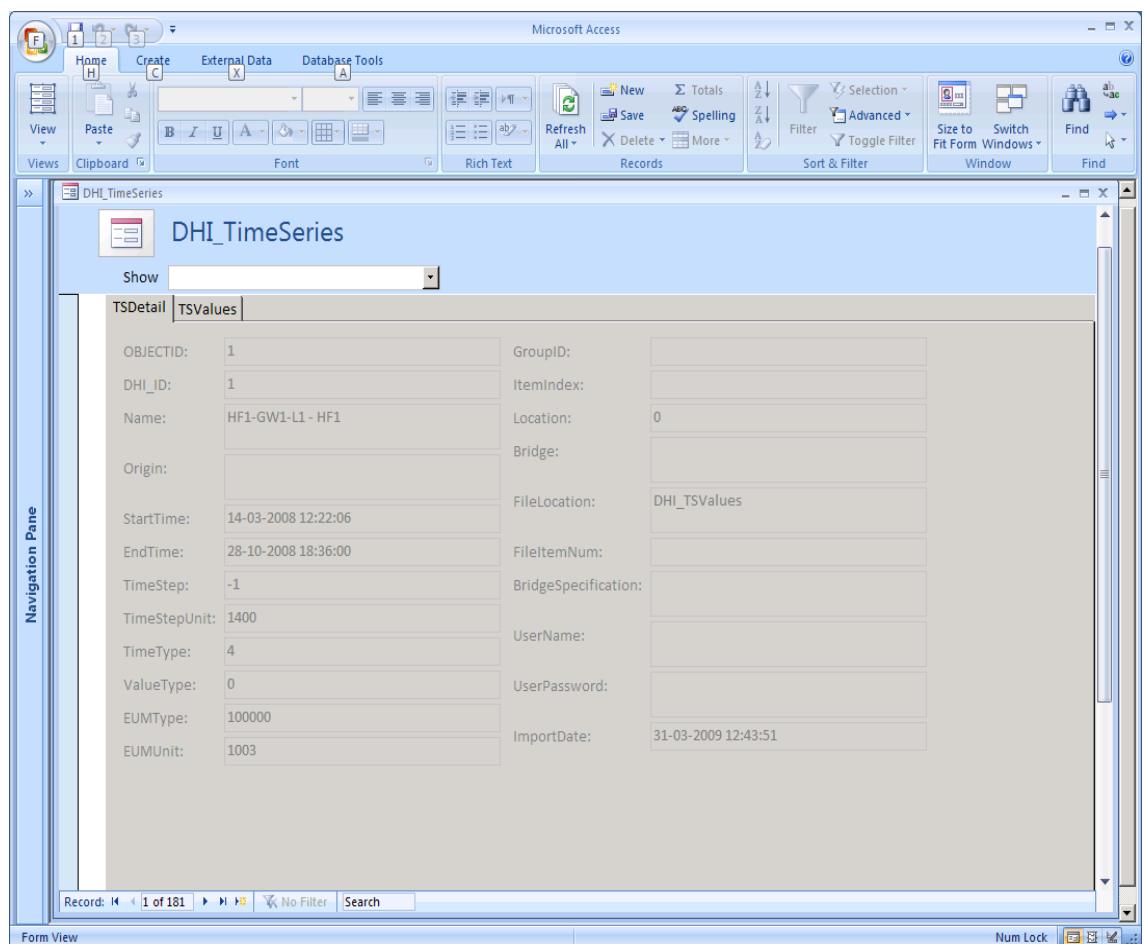 Microsoft Access
F 1 2 3
Home Create External Data Database Tools
H C X A
New Totals Selection
Save Spelling Advanced
View Paste B I U A Refresh All Delete More Filter Toggle Filter Size to Fit Form Switch Windows Find
Views Clipboard Font Rich Text Records Sort & Filter Window Find
DHI_TimeSeries
DHI_TimeSeries
Show
TSDetail TSValues
OBJECTID: 1
DHI_ID: 1
Name: HF1-GW1-L1 - HF1
Origin:
StartTime: 14-03-2008 12:22:06
EndTime: 28-10-2008 18:36:00
TimeStep: -1
TimeStepUnit: 1400
TimeType: 4
ValueType: 0
EUMType: 100000
EUMUnit: 1003
GroupID:
ItemIndex:
Location: 0
Bridge:
FileLocation: DHI_TSValues
FileItemNum:
BridgeSpecification:
UserName:
UserPassword:
ImportDate: 31-03-2009 12:43:51
Navigation Pane
Record: 1 of 181 No Filter Search
Form View Num Lock